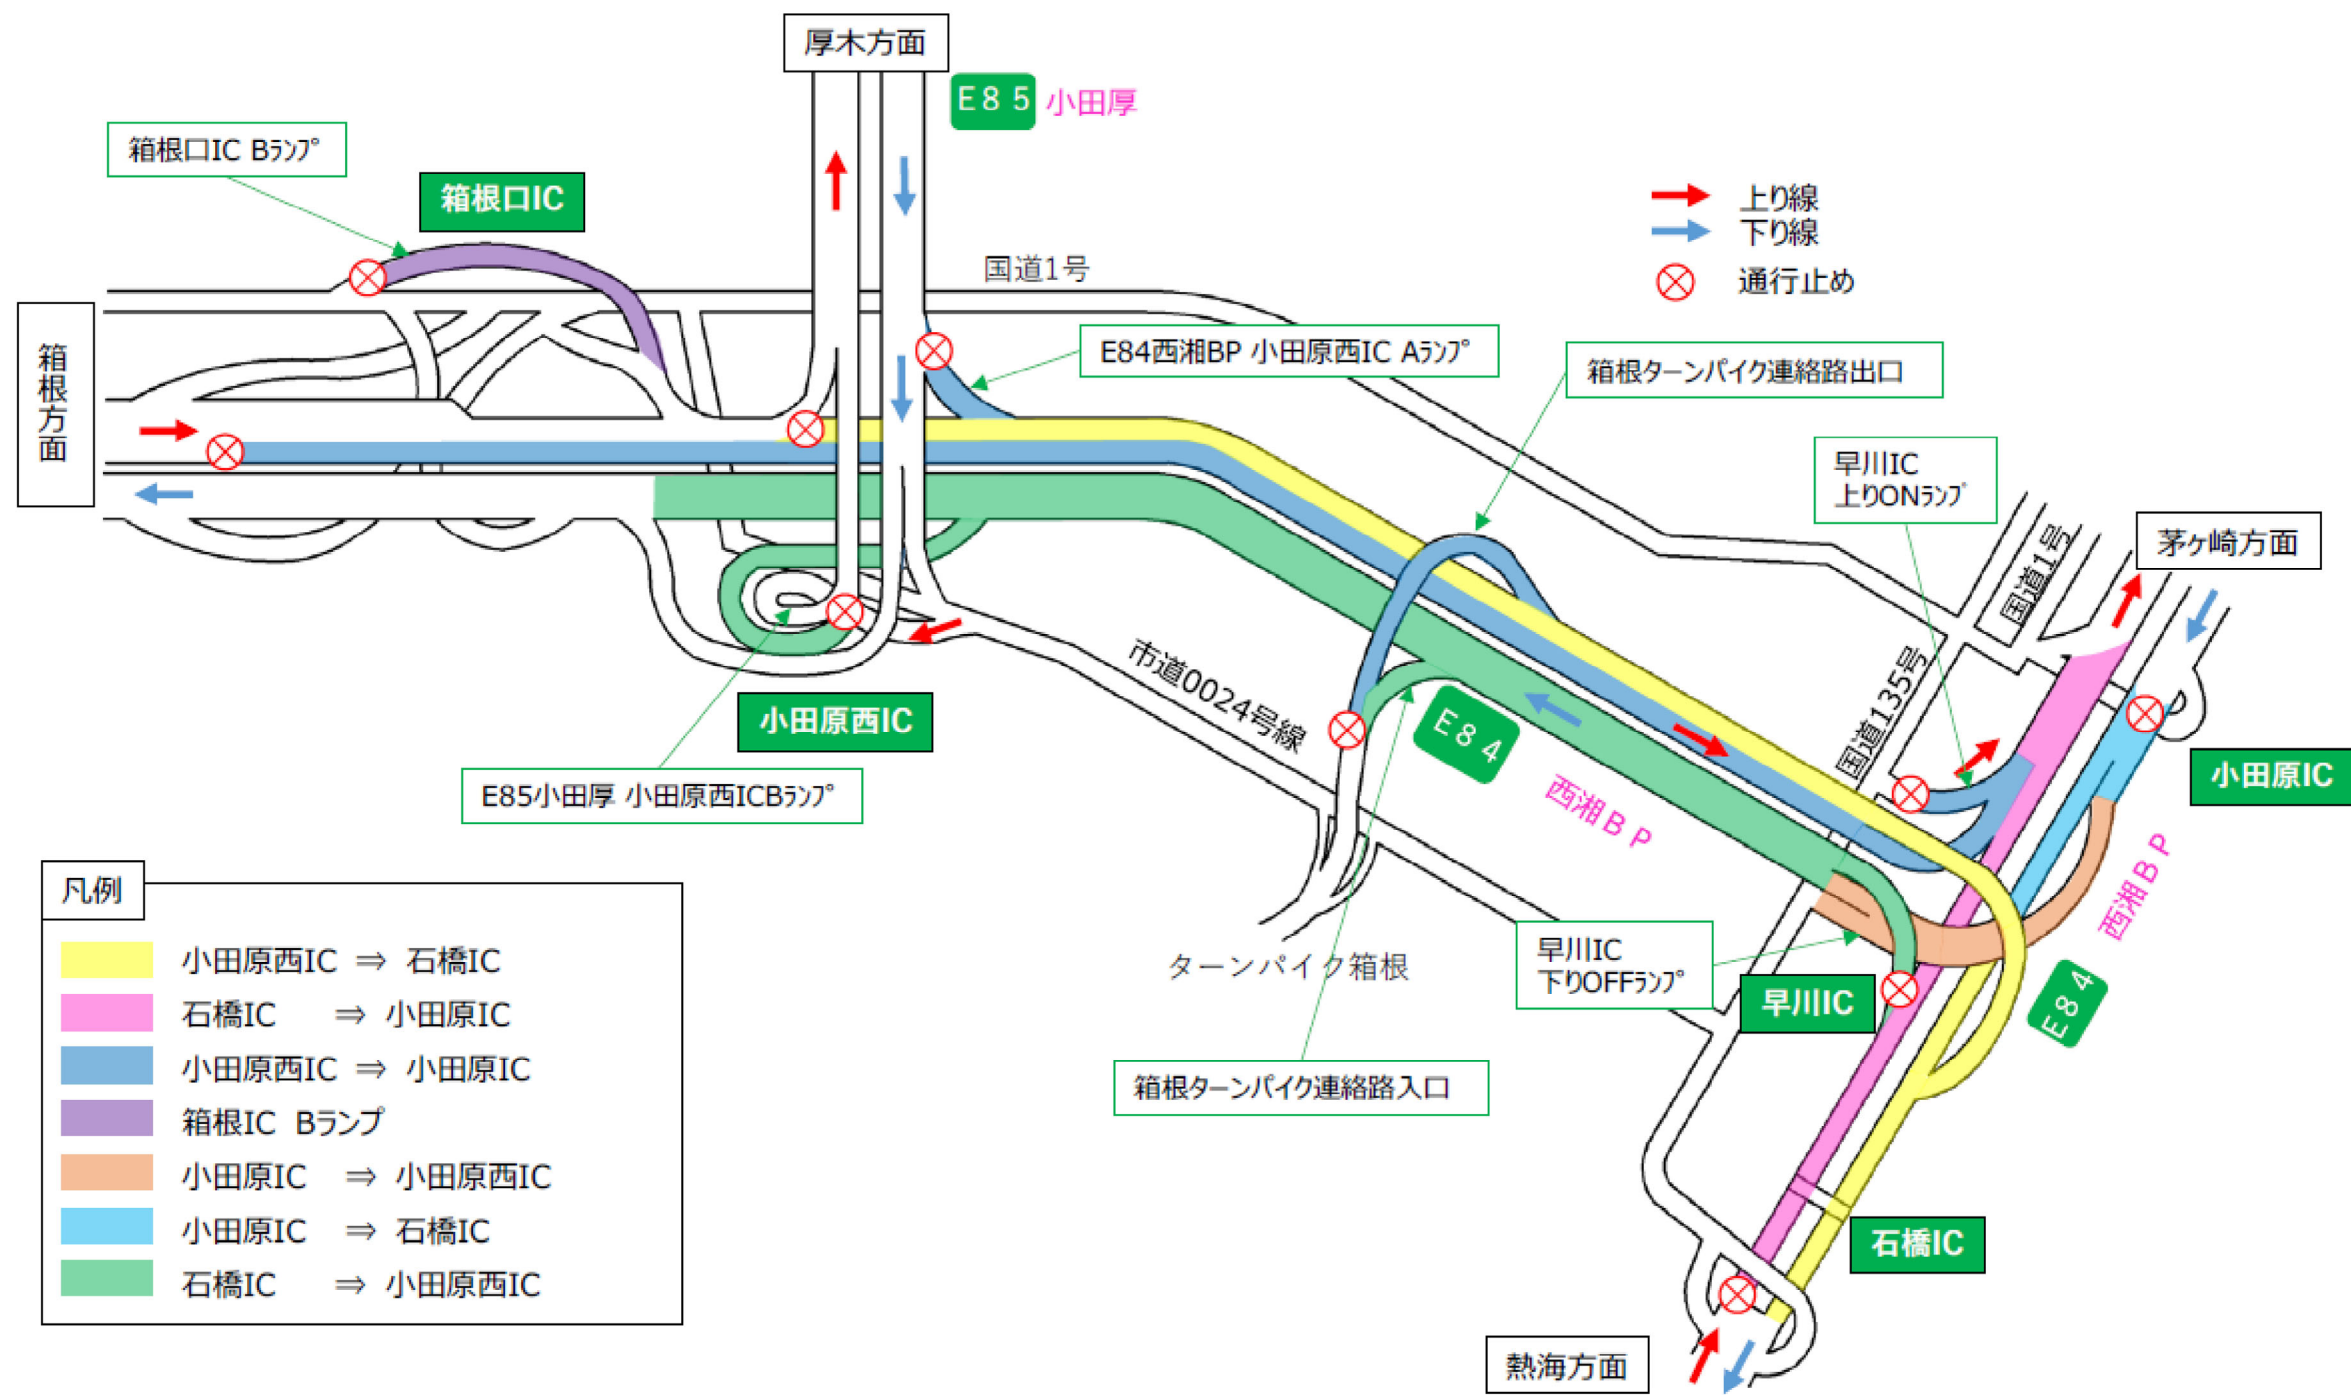 厚木方面
E85 小田厚
箱根口IC Bﾗﾝﾌﾟ
箱根口IC
上り線
下り線
通行止め
国道1号
箱根方面
E84西湘BP 小田原西IC Aﾗﾝﾌﾟ
箱根ターンパイク連絡路出口
早川IC
上りONﾗﾝﾌﾟ
茅ヶ崎方面
国道1号
国道135号
市道0024号線
小田原西IC
E84
西湘BP
小田原IC
E85小田厚 小田原西ICBﾗﾝﾌﾟ
西湘BP
ターンパイク箱根
早川IC
下りOFFﾗﾝﾌﾟ
早川IC
E84
箱根ターンパイク連絡路入口
石橋IC
熱海方面
凡例
小田原西IC ⇒ 石橋IC
石橋IC ⇒ 小田原IC
小田原西IC ⇒ 小田原IC
箱根IC Bランプ
小田原IC ⇒ 小田原西IC
小田原IC ⇒ 石橋IC
石橋IC ⇒ 小田原西IC